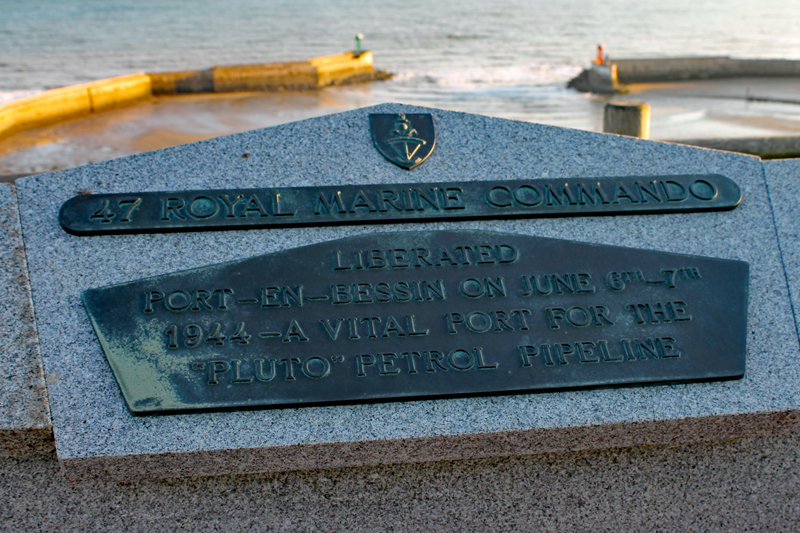 47 ROYAL MARINE COMMANDO
LIBERATED
PORT-EN-BESSIN ON JUNE 6TH-7TH
1944-A VITAL PORT FOR THE
"PLUTO" PETROL PIPELINE